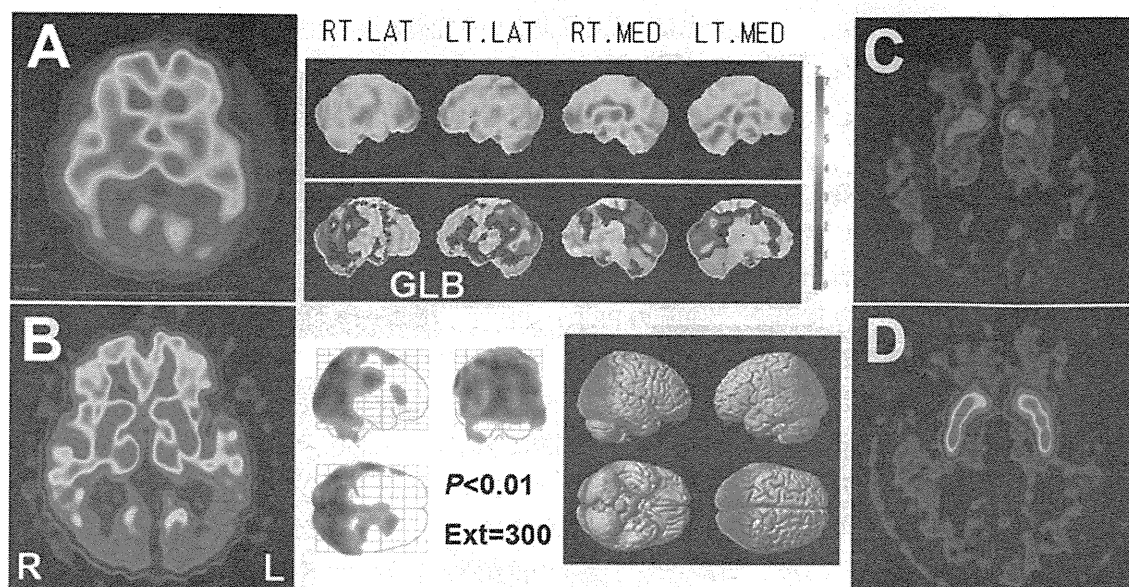 A
RT.LAT LT.LAT RT.MED LT.MED
GLB
C
B
R L
P<0.01
Ext=300
D